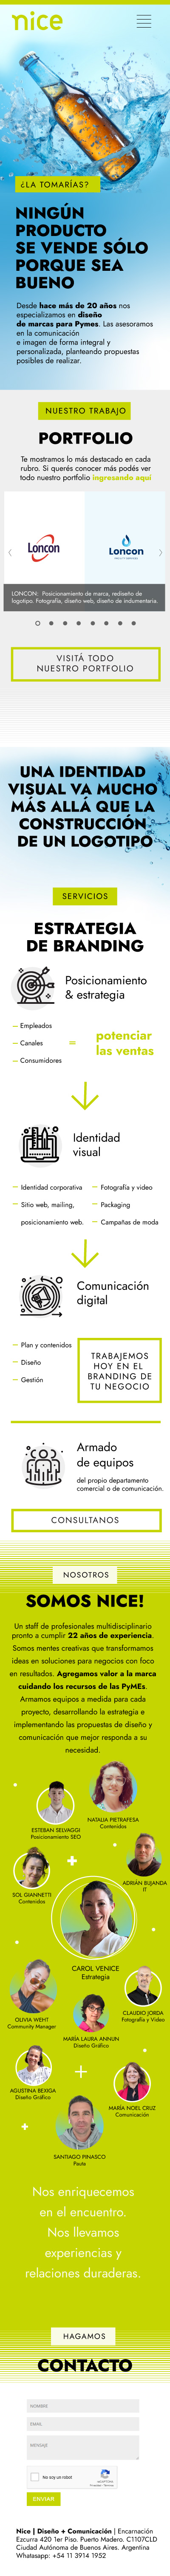 nice
¿LA TOMARÍAS?
NINGÚN
PRODUCTO
SE VENDE SÓLO
PORQUE SEA
BUENO
Desde hace más de 20 años nos
especializamos en diseño
de marcas para Pymes. Las asesoramos
en la comunicación
e imagen de forma integral y
personalizada, planteando propuestas
posibles de realizar.
NUESTRO TRABAJO
PORTFOLIO
Te mostramos lo más destacado en cada
rubro. Si querés conocer más podés ver
todo nuestro portfolio ingresando aquí
Loncon
Loncon
LONCON: Posicionamiento de marca, rediseño de
logotipo. Fotografía, diseño web, diseño de indumentaria.
VISITÁ TODO
NUESTRO PORTFOLIO
UNA IDENTIDAD
VISUAL VA MUCHO
MÁS ALLÁ QUE LA
CONSTRUCCIÓN
DE UN LOGOTIPO
SERVICIOS
ESTRATEGIA
DE BRANDING
Posicionamiento
& estrategia
— Empleados
— Canales
— Consumidores
= potenciar
las ventas
Identidad
visual
— Identidad corporativa
— Sitio web, mailing,
posicionamiento web.
— Fotografía y video
— Packaging
— Campañas de moda
Comunicación
digital
— Plan y contenidos
— Diseño
— Gestión
TRABAJEMOS
HOY EN EL
BRANDING DE
TU NEGOCIO
Armado
de equipos
del propio departamento
comercial o de comunicación.
CONSULTANOS
NOSOTROS
SOMOS NICE!
Un staff de profesionales multidisciplinario
pronto a cumplir 22 años de experiencia.
Somos mentes creativas que transformamos
ideas en soluciones para negocios con foco
en resultados. Agregamos valor a la marca
cuidando los recursos de las PyMEs.
Armamos equipos a medida para cada
proyecto, desarrollando la estrategia e
implementando las propuestas de diseño y
comunicación que mejor responda a su
necesidad.
NATALIA PIETRAFESA
Contenidos
ESTEBAN SELVAGGI
Posicionamiento SEO
ADRIÁN BUJANDA
IT
SOL GIANNETTI
Contenidos
CAROL VENICE
Estrategia
OLIVIA WEHT
Community Manager
CLAUDIO JORDA
Fotografía y Video
MARÍA LAURA ANNUN
Diseño Gráfico
AGUSTINA BEXIGA
Diseño Gráfico
MARÍA NOEL CRUZ
Comunicación
SANTIAGO PINASCO
Pauta
Nos enriquecemos
en el encuentro.
Nos llevamos
experiencias y
relaciones duraderas.
HAGAMOS
CONTACTO
NOMBRE
EMAIL
MENSAJE
No soy un robot
reCAPTCHA
ENVIAR
Nice | Diseño + Comunicación | Encarnación
Ezcurra 420 1er Piso. Puerto Madero. C1107CLD
Ciudad Autónoma de Buenos Aires. Argentina
Whatasapp: +54 11 3914 1952